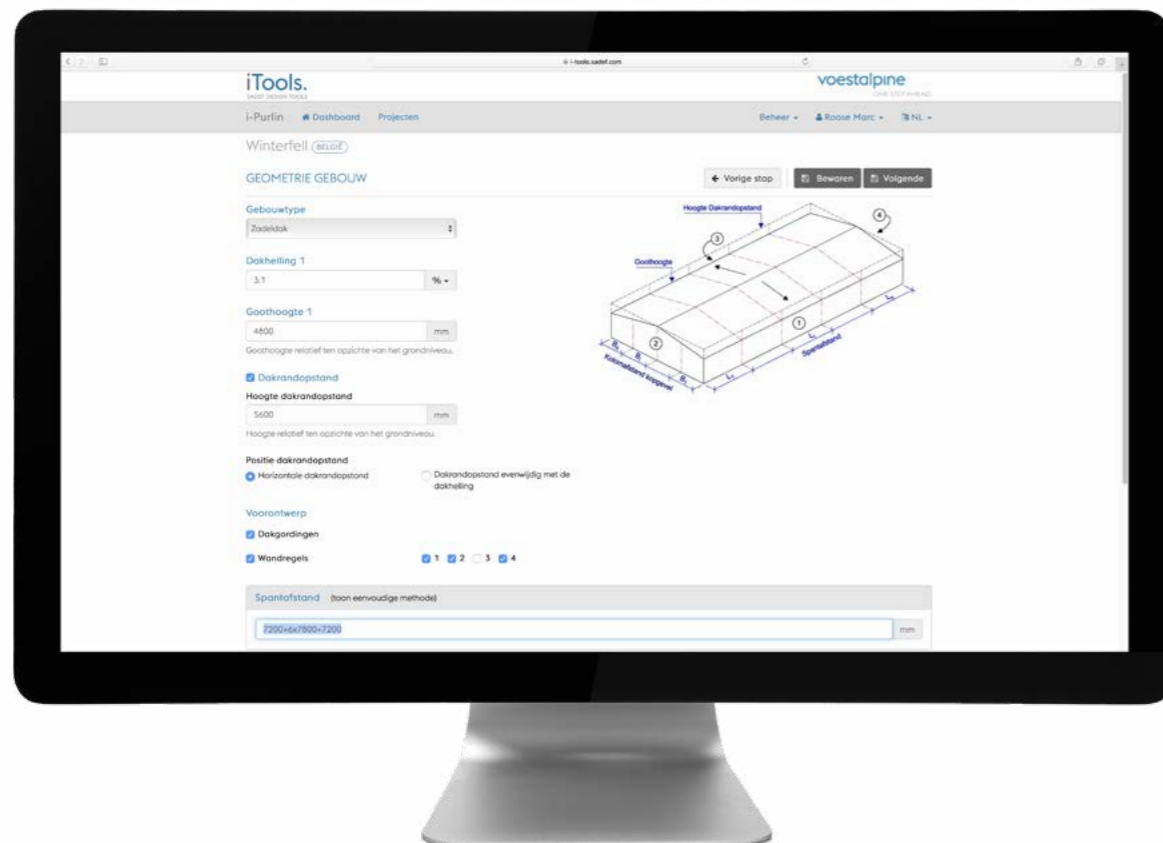 i-tools.sadef.com
iTools.
SADEF DESIGN TOOLS
voestalpine
ONE STEP AHEAD.
i-Purlin Dashboard Projecten Beheer Roose Marc NL
Winterfell BELGIË
GEOMETRIE GEBOUW
Vorige stap Bewaren Volgende
Gebouwtype
Zadeldak
Dakhelling 1
3.1 %
Goothoogte 1
4800 mm
Goothoogte relatief ten opzichte van het grondniveau.
Dakrandopstand
Hoogte dakrandopstand
5600 mm
Hoogte relatief ten opzichte van het grondniveau.
Positie dakrandopstand
Horizontale dakrandopstand
Dakrandopstand evenwijdig met de
dakhelling
Voorontwerp
Dakgordingen
Wandregels 1 2 3 4
Spantafstand (toon eenvoudige methode)
7200+6x7800+7200 mm
Hoogte Dakrandopstand
4
3
Goothoogte
1
2
Spantafstand
Kolomafstand kopgevel